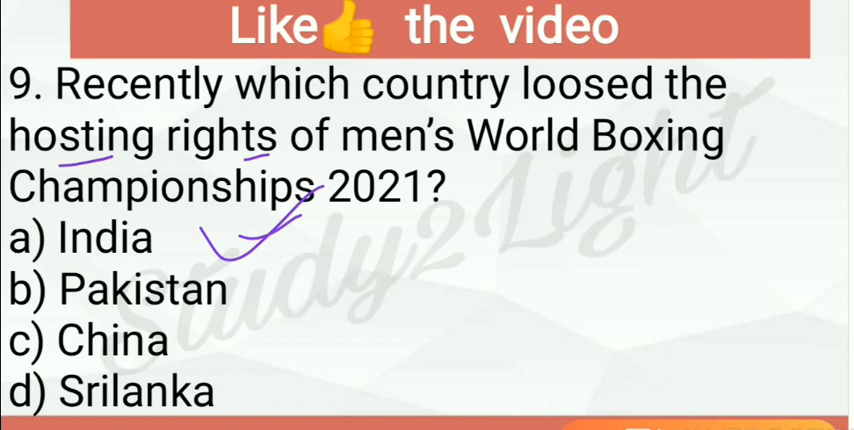 Like👍 the video
9. Recently which country loosed the
hosting rights of men's World Boxing
Championships 2021?
a) India
b) Pakistan
c) China
d) Srilanka
Study2Light